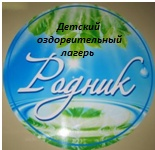 Детский
оздоровительный
лагерь
Родник